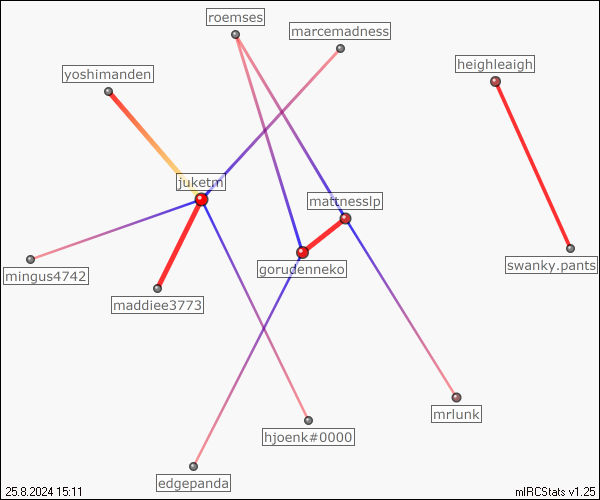 roemses
marcemadness
heighleaigh
yoshimanden
juketm
mattnesslp
gorudenneko
swanky.pants
mingus4742
maddiee3773
mrlunk
hjoenk#0000
edgepanda
25.8.2024 15:11
mIRCStats v1.25